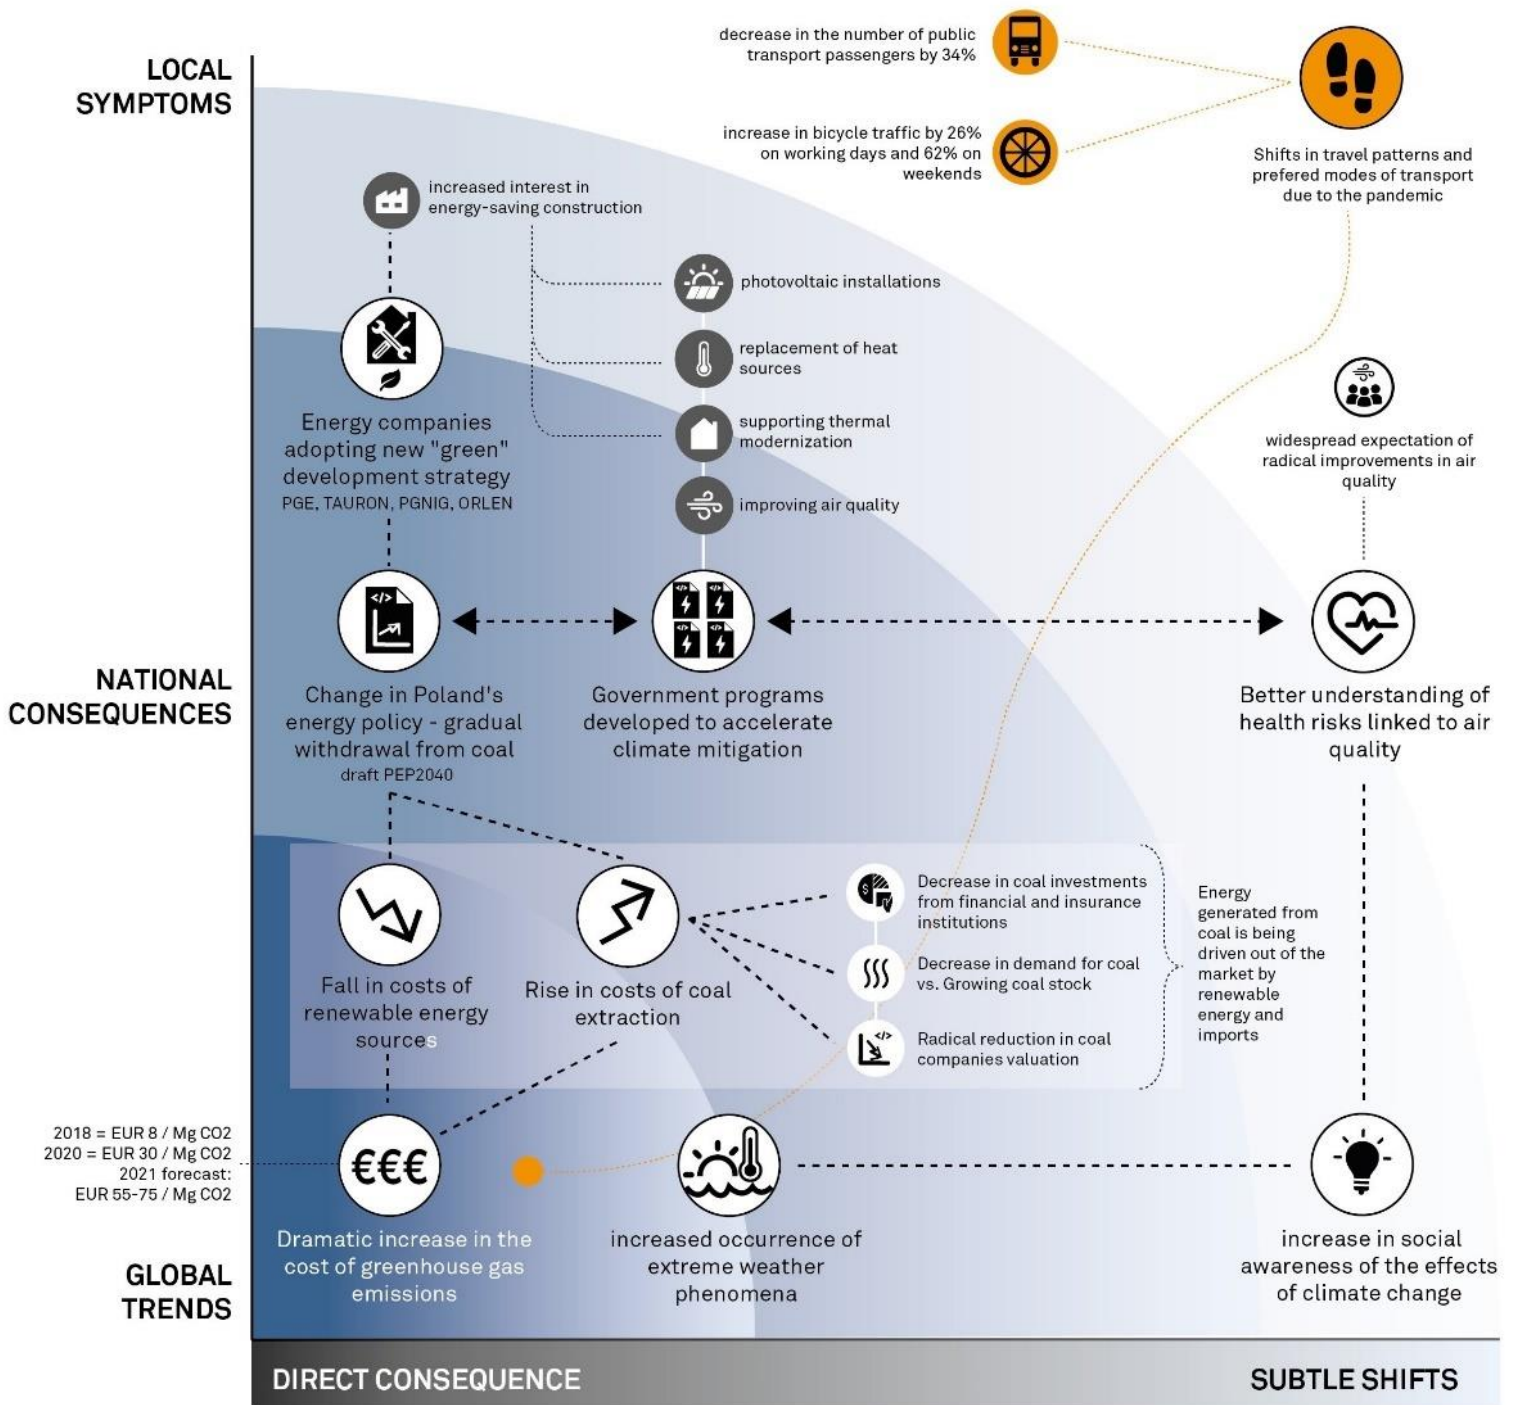 decrease in the number of public
transport passengers by 34%
LOCAL
SYMPTOMS
increase in bicycle traffic by 26%
on working days and 62% on
weekends
Shifts in travel patterns and
prefered modes of transport
due to the pandemic
increased interest in
energy-saving construction
photovoltaic installations
replacement of heat
sources
supporting thermal
modernization
improving air quality
Energy companies
adopting new "green"
development strategy
PGE, TAURON, PGNIG, ORLEN
widespread expectation of
radical improvements in air
quality
</>
</>
</>
</>
</>
NATIONAL
CONSEQUENCES
Change in Poland's
energy policy - gradual
withdrawal from coal
draft PEP2040
Government programs
developed to accelerate
climate mitigation
Better understanding of
health risks linked to air
quality
Fall in costs of
renewable energy
sources
Rise in costs of coal
extraction
$
Decrease in coal investments
from financial and insurance
institutions
Decrease in demand for coal
vs. Growing coal stock
</>
Radical reduction in coal
companies valuation
Energy
generated from
coal is being
driven out of the
market by
renewable
energy and
imports
2018 = EUR 8 / Mg CO2
2020 = EUR 30 / Mg CO2
2021 forecast:
EUR 55-75 / Mg CO2
€€€
GLOBAL
TRENDS
Dramatic increase in the
cost of greenhouse gas
emissions
increased occurrence of
extreme weather
phenomena
increase in social
awareness of the effects
of climate change
DIRECT CONSEQUENCE
SUBTLE SHIFTS